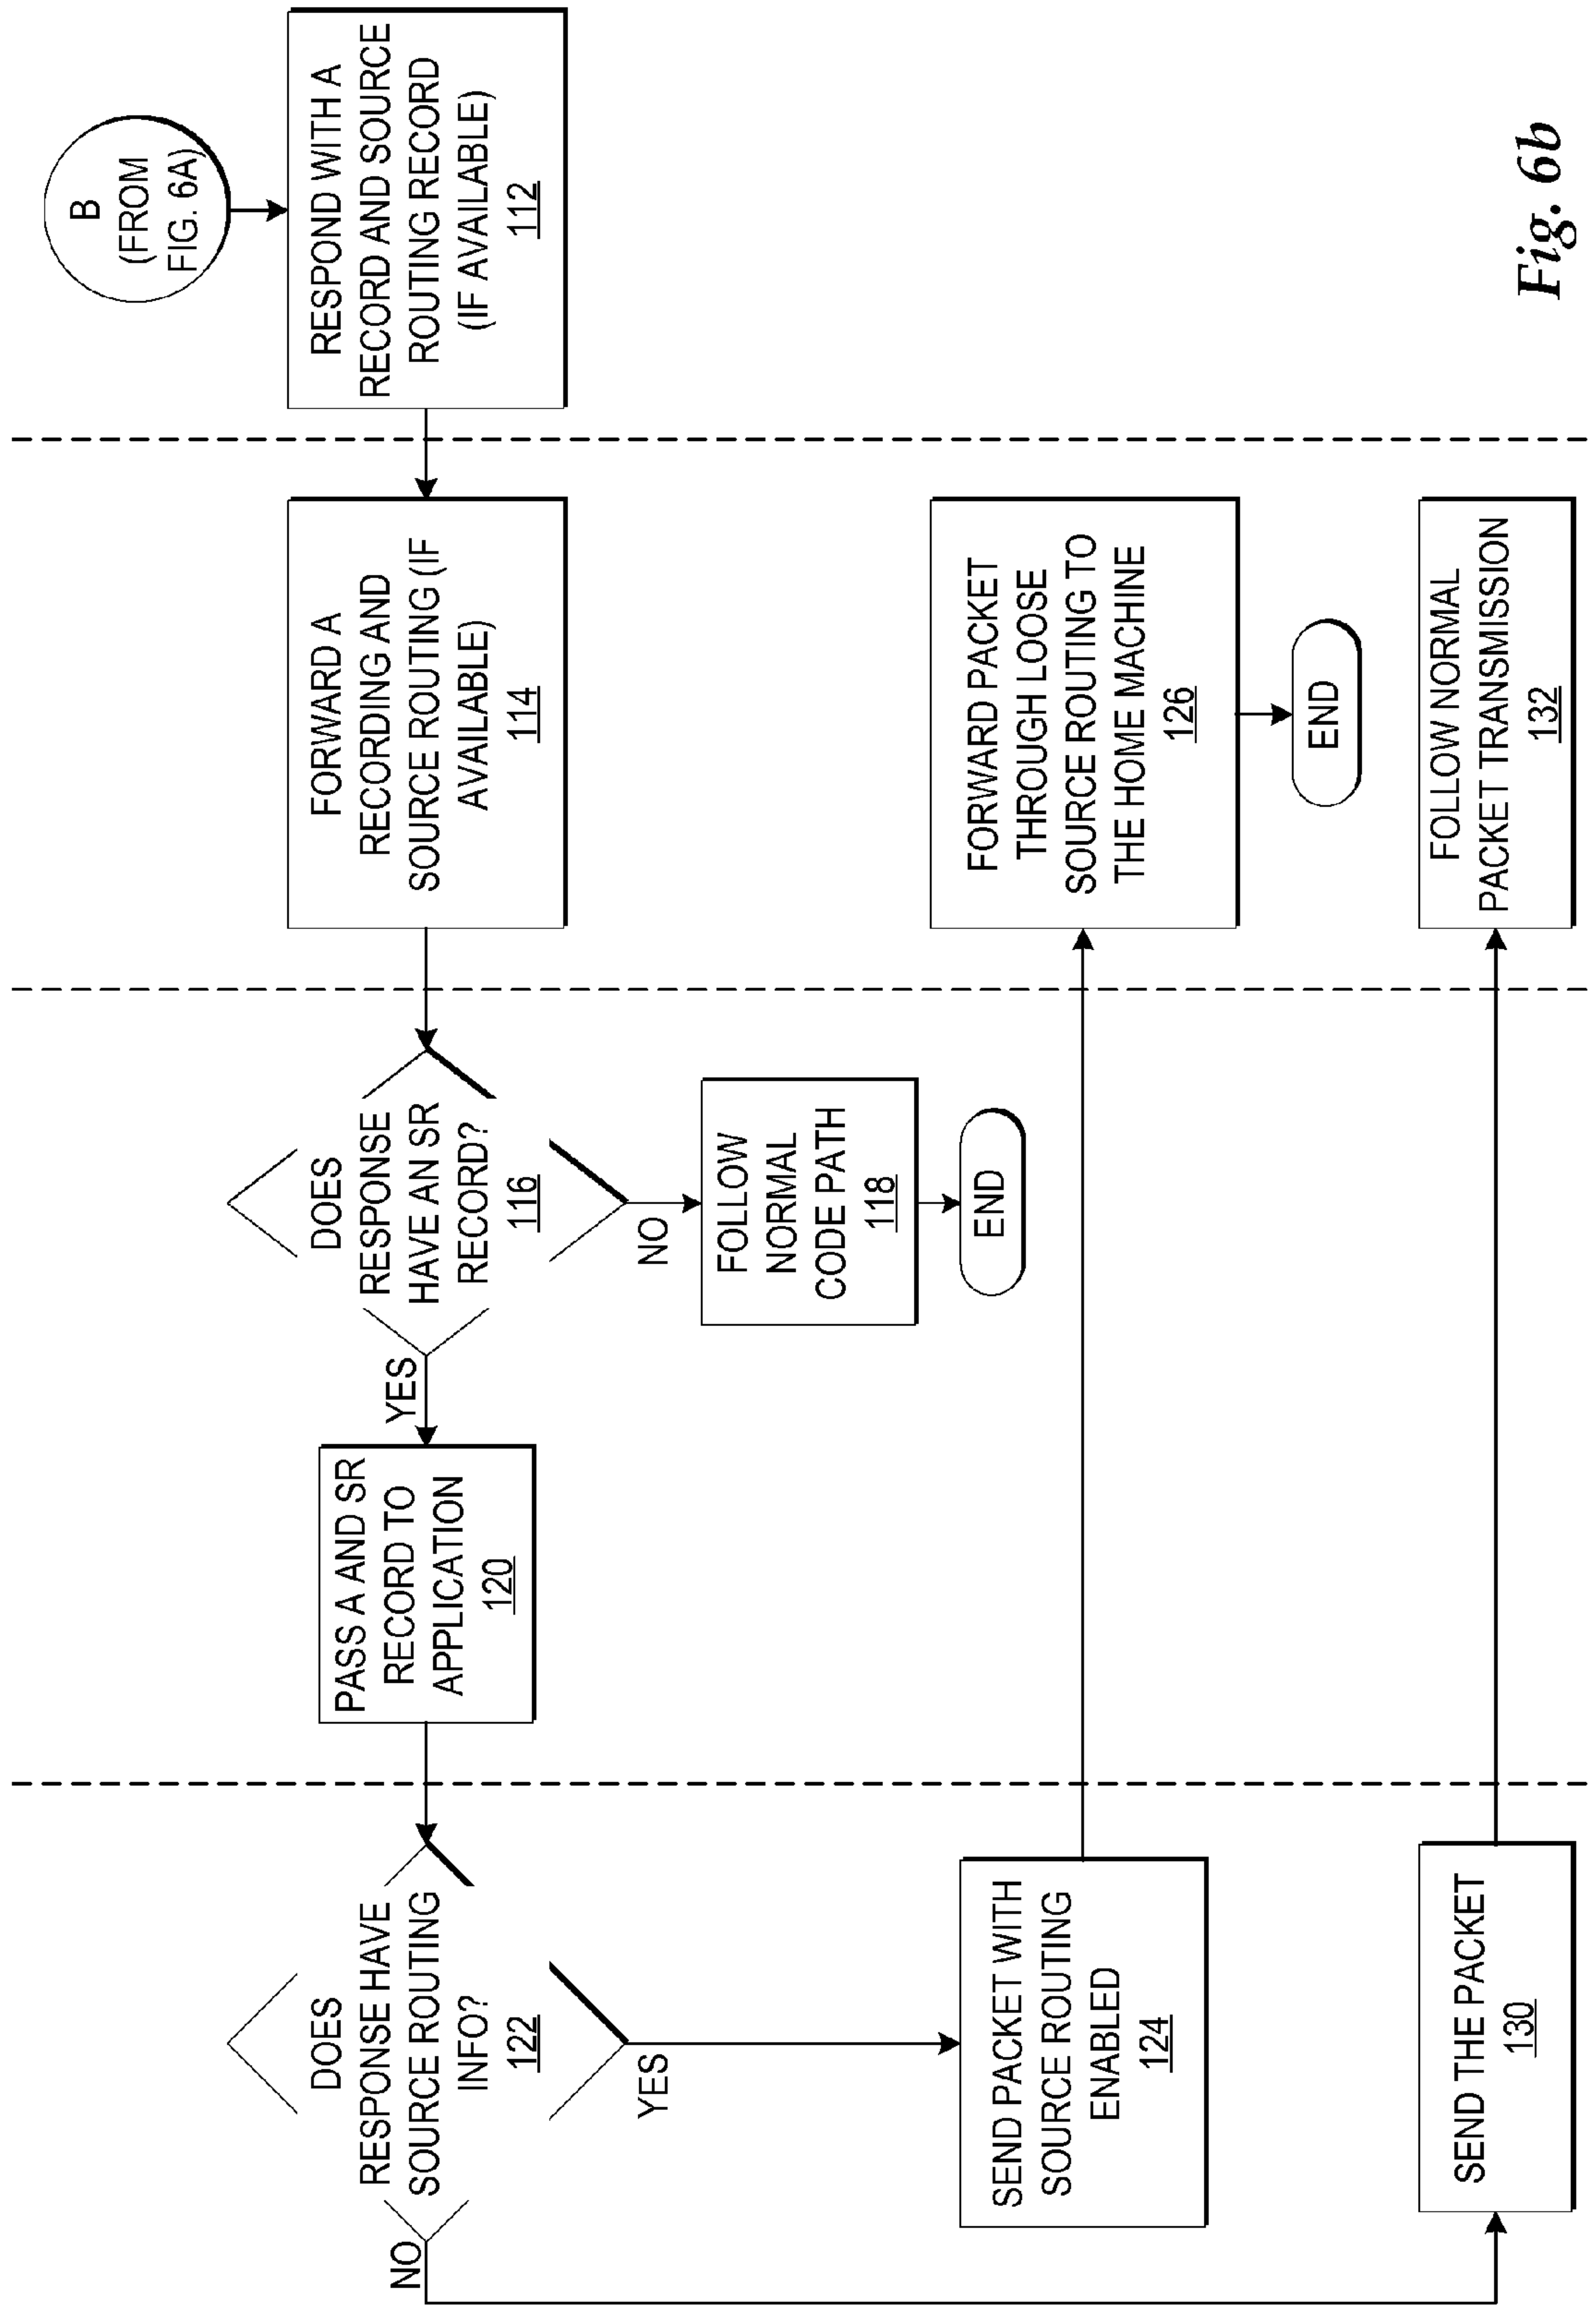 B
(FROM
FIG. 6A)
RESPOND WITH A
RECORD AND SOURCE
ROUTING RECORD
(IF AVAILABLE)
112
FORWARD A
RECORDING AND
SOURCE ROUTING (IF
AVAILABLE)
114
DOES
RESPONSE
HAVE AN SR
RECORD?
116
NO
FOLLOW
NORMAL
CODE PATH
118
END
YES
PASS A AND SR
RECORD TO
APPLICATION
120
DOES
RESPONSE HAVE
SOURCE ROUTING
INFO?
122
YES
SEND PACKET WITH
SOURCE ROUTING
ENABLED
124
FORWARD PACKET
THROUGH LOOSE
SOURCE ROUTING TO
THE HOME MACHINE
126
END
NO
SEND THE PACKET
130
FOLLOW NORMAL
PACKET TRANSMISSION
132
Fig. 6b